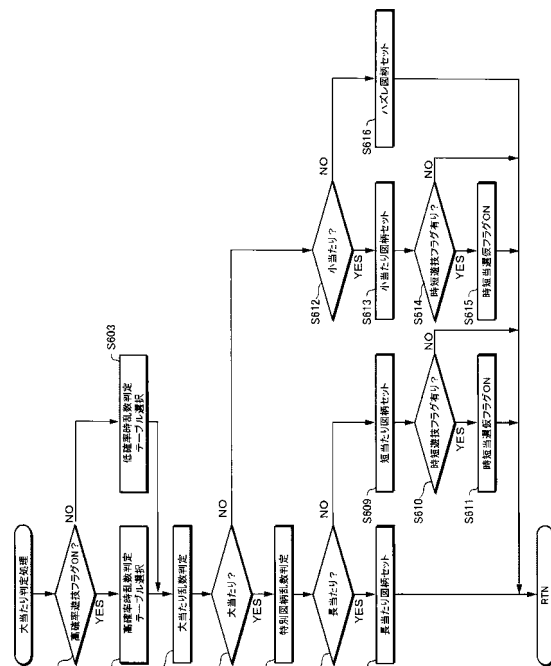 大当たり判定処理
高確率遊技フラグON?
NO
YES
S603
高確率時乱数判定
テーブル選択
低確率時乱数判定
テーブル選択
大当たり乱数判定
大当たり?
NO
YES
特別図柄乱数判定
長当たり?
NO
YES
長当たり図柄セット
S609
短当たり図柄セット
S610
時短遊技フラグ有り?
NO
YES
S611
時短当選仮フラグON
S612
小当たり?
NO
YES
S613
小当たり図柄セット
S614
時短遊技フラグ有り?
NO
YES
S615
時短当選仮フラグON
S616
ハズレ図柄セット
RTN